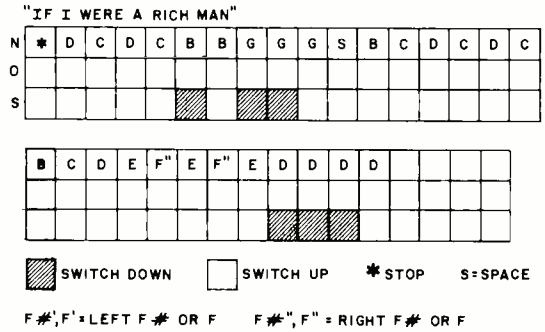 "IF I WERE A RICH MAN"
N * D C D C B B G G G S B C D C D C
O
S
B C D E F" E F" E D D D D
SWITCH DOWN SWITCH UP * STOP S=SPACE
F#',F'=LEFT F# OR F F#",F" = RIGHT F# OR F